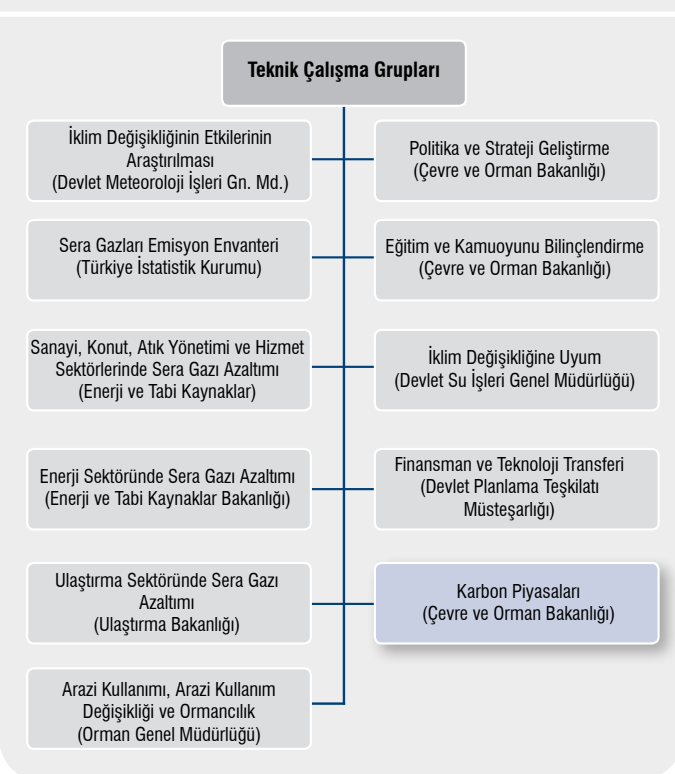 Teknik Çalışma Grupları
İklim Değişikliğinin Etkilerinin
Araştırılması
(Devlet Meteoroloji İşleri Gn. Md.)
Politika ve Strateji Geliştirme
(Çevre ve Orman Bakanlığı)
Sera Gazları Emisyon Envanteri
(Türkiye İstatistik Kurumu)
Eğitim ve Kamuoyunu Bilinçlendirme
(Çevre ve Orman Bakanlığı)
Sanayi, Konut, Atık Yönetimi ve Hizmet
Sektörlerinde Sera Gazı Azaltımı
(Enerji ve Tabi Kaynaklar)
İklim Değişikliğine Uyum
(Devlet Su İşleri Genel Müdürlüğü)
Enerji Sektöründe Sera Gazı Azaltımı
(Enerji ve Tabi Kaynaklar Bakanlığı)
Finansman ve Teknoloji Transferi
(Devlet Planlama Teşkilatı
Müsteşarlığı)
Ulaştırma Sektöründe Sera Gazı
Azaltımı
(Ulaştırma Bakanlığı)
Karbon Piyasaları
(Çevre ve Orman Bakanlığı)
Arazi Kullanımı, Arazi Kullanım
Değişikliği ve Ormancılık
(Orman Genel Müdürlüğü)